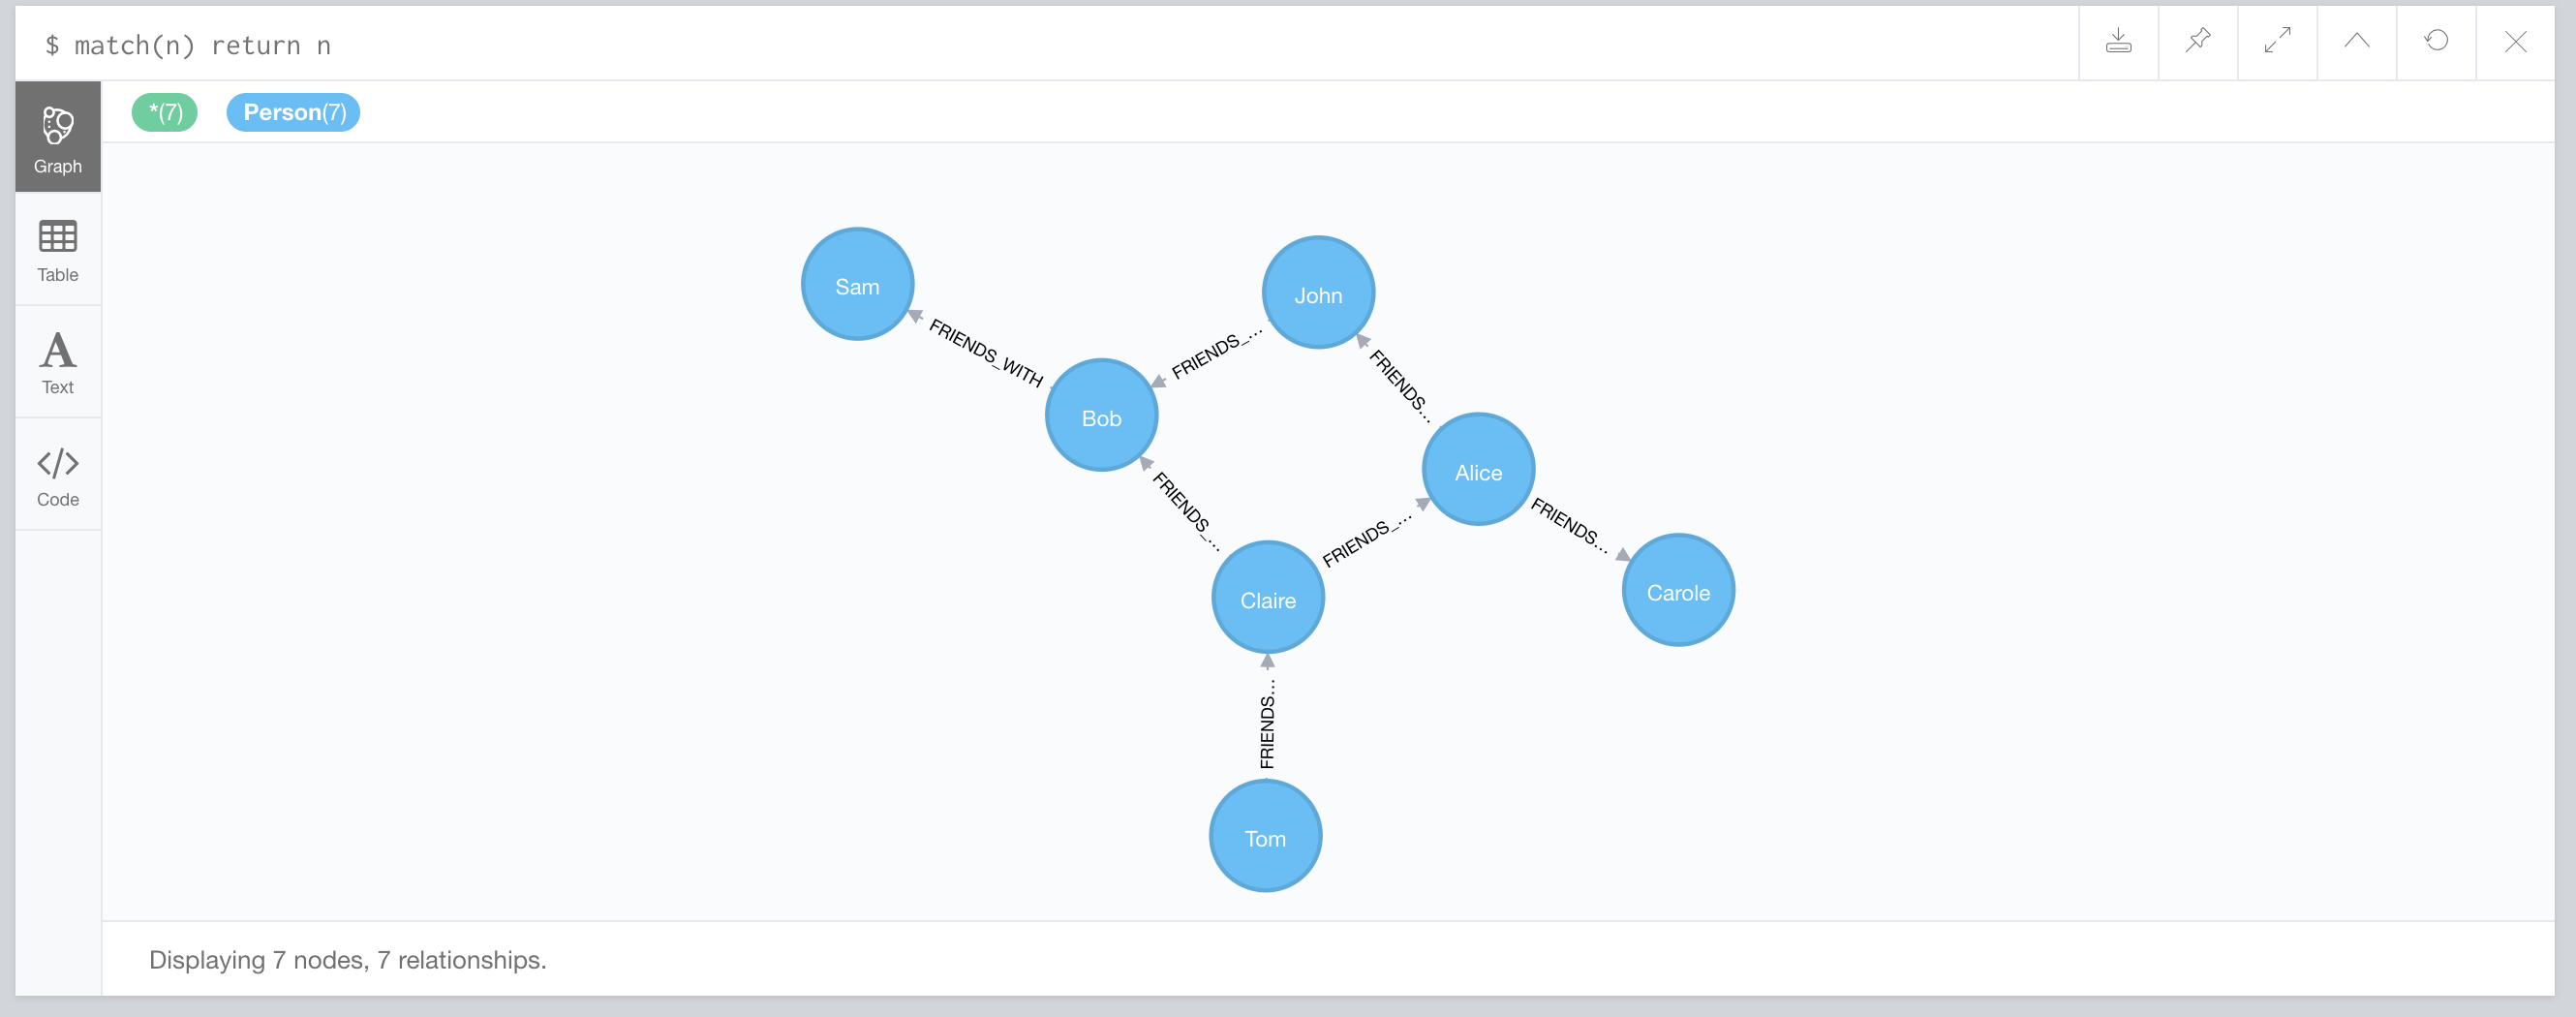 $ match(n) return n
*(7) Person(7)
Graph
Table
Text
Code
Sam
John
FRIENDS_WITH
FRIENDS_...
FRIENDS...
Bob
Alice
FRIENDS_...
FRIENDS_...
FRIENDS...
Claire
Carole
FRIENDS...
Tom
Displaying 7 nodes, 7 relationships.